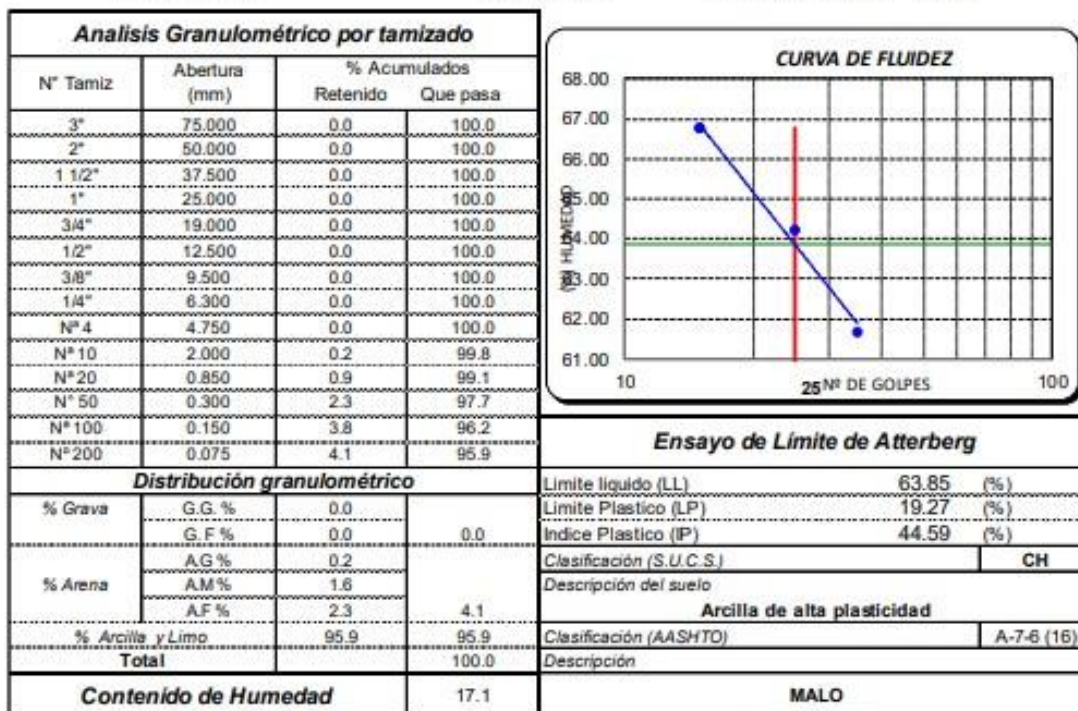 Analisis Granulométrico por tamizado
N° Tamiz Abertura (mm) % Acumulados
Retenido Que pasa
3" 75.000 0.0 100.0
2" 50.000 0.0 100.0
1 1/2" 37.500 0.0 100.0
1" 25.000 0.0 100.0
3/4" 19.000 0.0 100.0
1/2" 12.500 0.0 100.0
3/8" 9.500 0.0 100.0
1/4" 6.300 0.0 100.0
Nª 4 4.750 0.0 100.0
Nª 10 2.000 0.2 99.8
Nª 20 0.850 0.9 99.1
N° 50 0.300 2.3 97.7
Nª 100 0.150 3.8 96.2
Nª 200 0.075 4.1 95.9
Distribución granulométrico
% Grava G.G. % 0.0
G. F % 0.0 0.0
A.G % 0.2
% Arena A.M % 1.6
A.F % 2.3 4.1
% Arcilla y Limo 95.9 95.9
Total 100.0
Contenido de Humedad 17.1
CURVA DE FLUIDEZ
68.00
67.00
66.00
65.00
64.00
63.00
62.00
61.00
(%) HUMEDAD
10 100
25 Nº DE GOLPES
Ensayo de Límite de Atterberg
Limite liquido (LL) 63.85 (%)
Limite Plastico (LP) 19.27 (%)
Indice Plastico (IP) 44.59 (%)
Clasificación (S.U.C.S.) CH
Descripción del suelo
Arcilla de alta plasticidad
Clasificación (AASHTO) A-7-6 (16)
Descripción
MALO